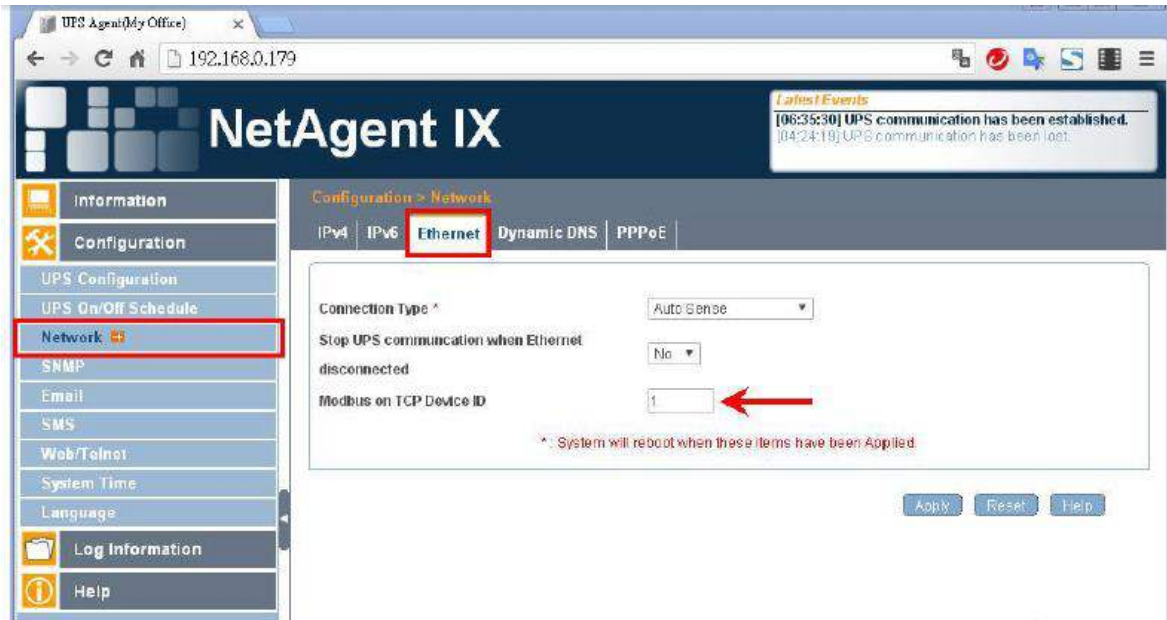 UPS Agent(My Office)
192.168.0.179
NetAgent IX
Latest Events
[06:35:30] UPS communication has been established.
[04:24:19] UPS communication has been lost.
Information
Configuration
UPS Configuration
UPS On/Off Schedule
Network
SNMP
Email
SMS
Web/Telnet
System Time
Language
Log Information
Help
Configuration > Network
IPv4 IPv6 Ethernet Dynamic DNS PPPoE
Connection Type *
Auto Sense
Stop UPS communcation when Ethernet
disconnected
No
Modbus on TCP Device ID
1
* : System will reboot when these items have been Applied.
Apply Reset Help